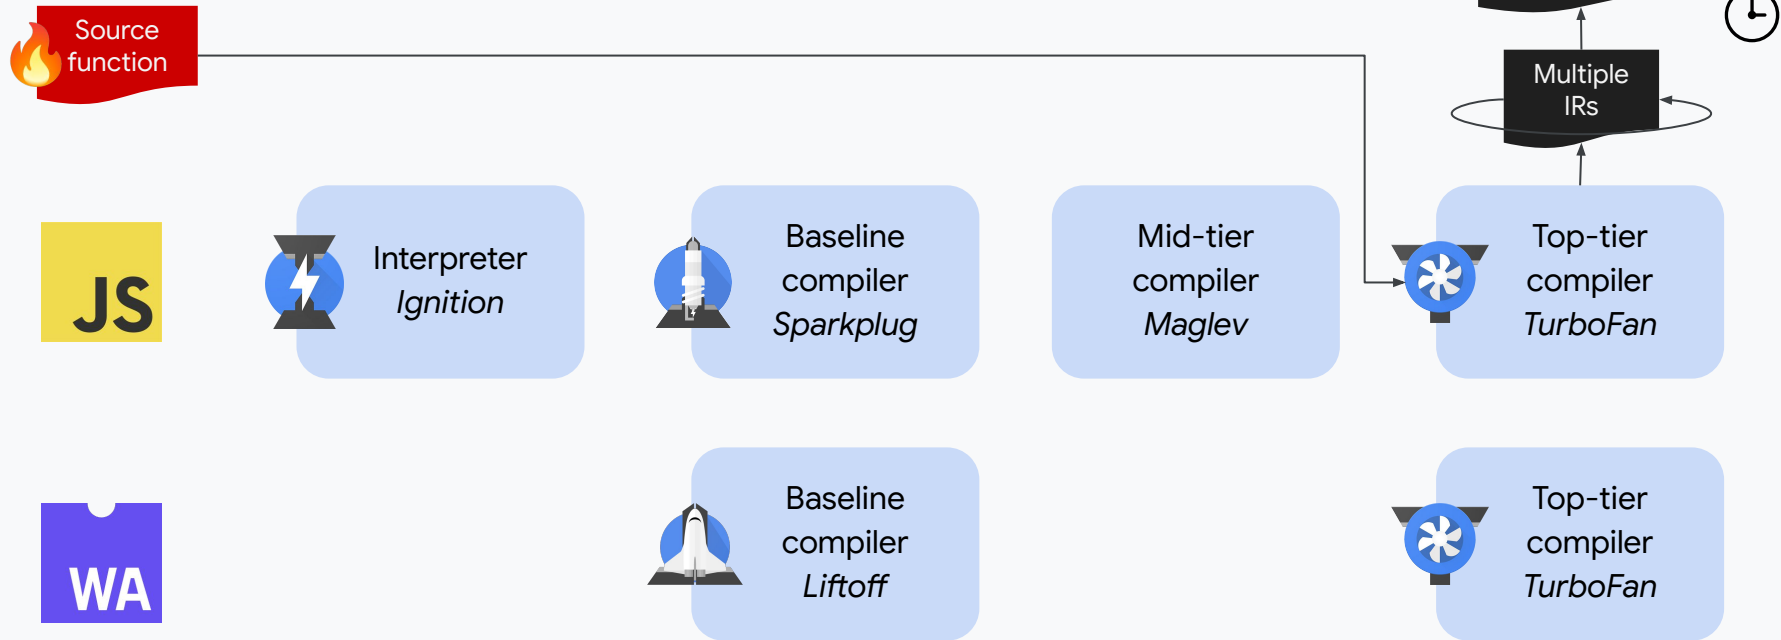 Source
function
Multiple
IRs
JS
Interpreter
Ignition
Baseline
compiler
Sparkplug
Mid-tier
compiler
Maglev
Top-tier
compiler
TurboFan
WA
Baseline
compiler
Liftoff
Top-tier
compiler
TurboFan